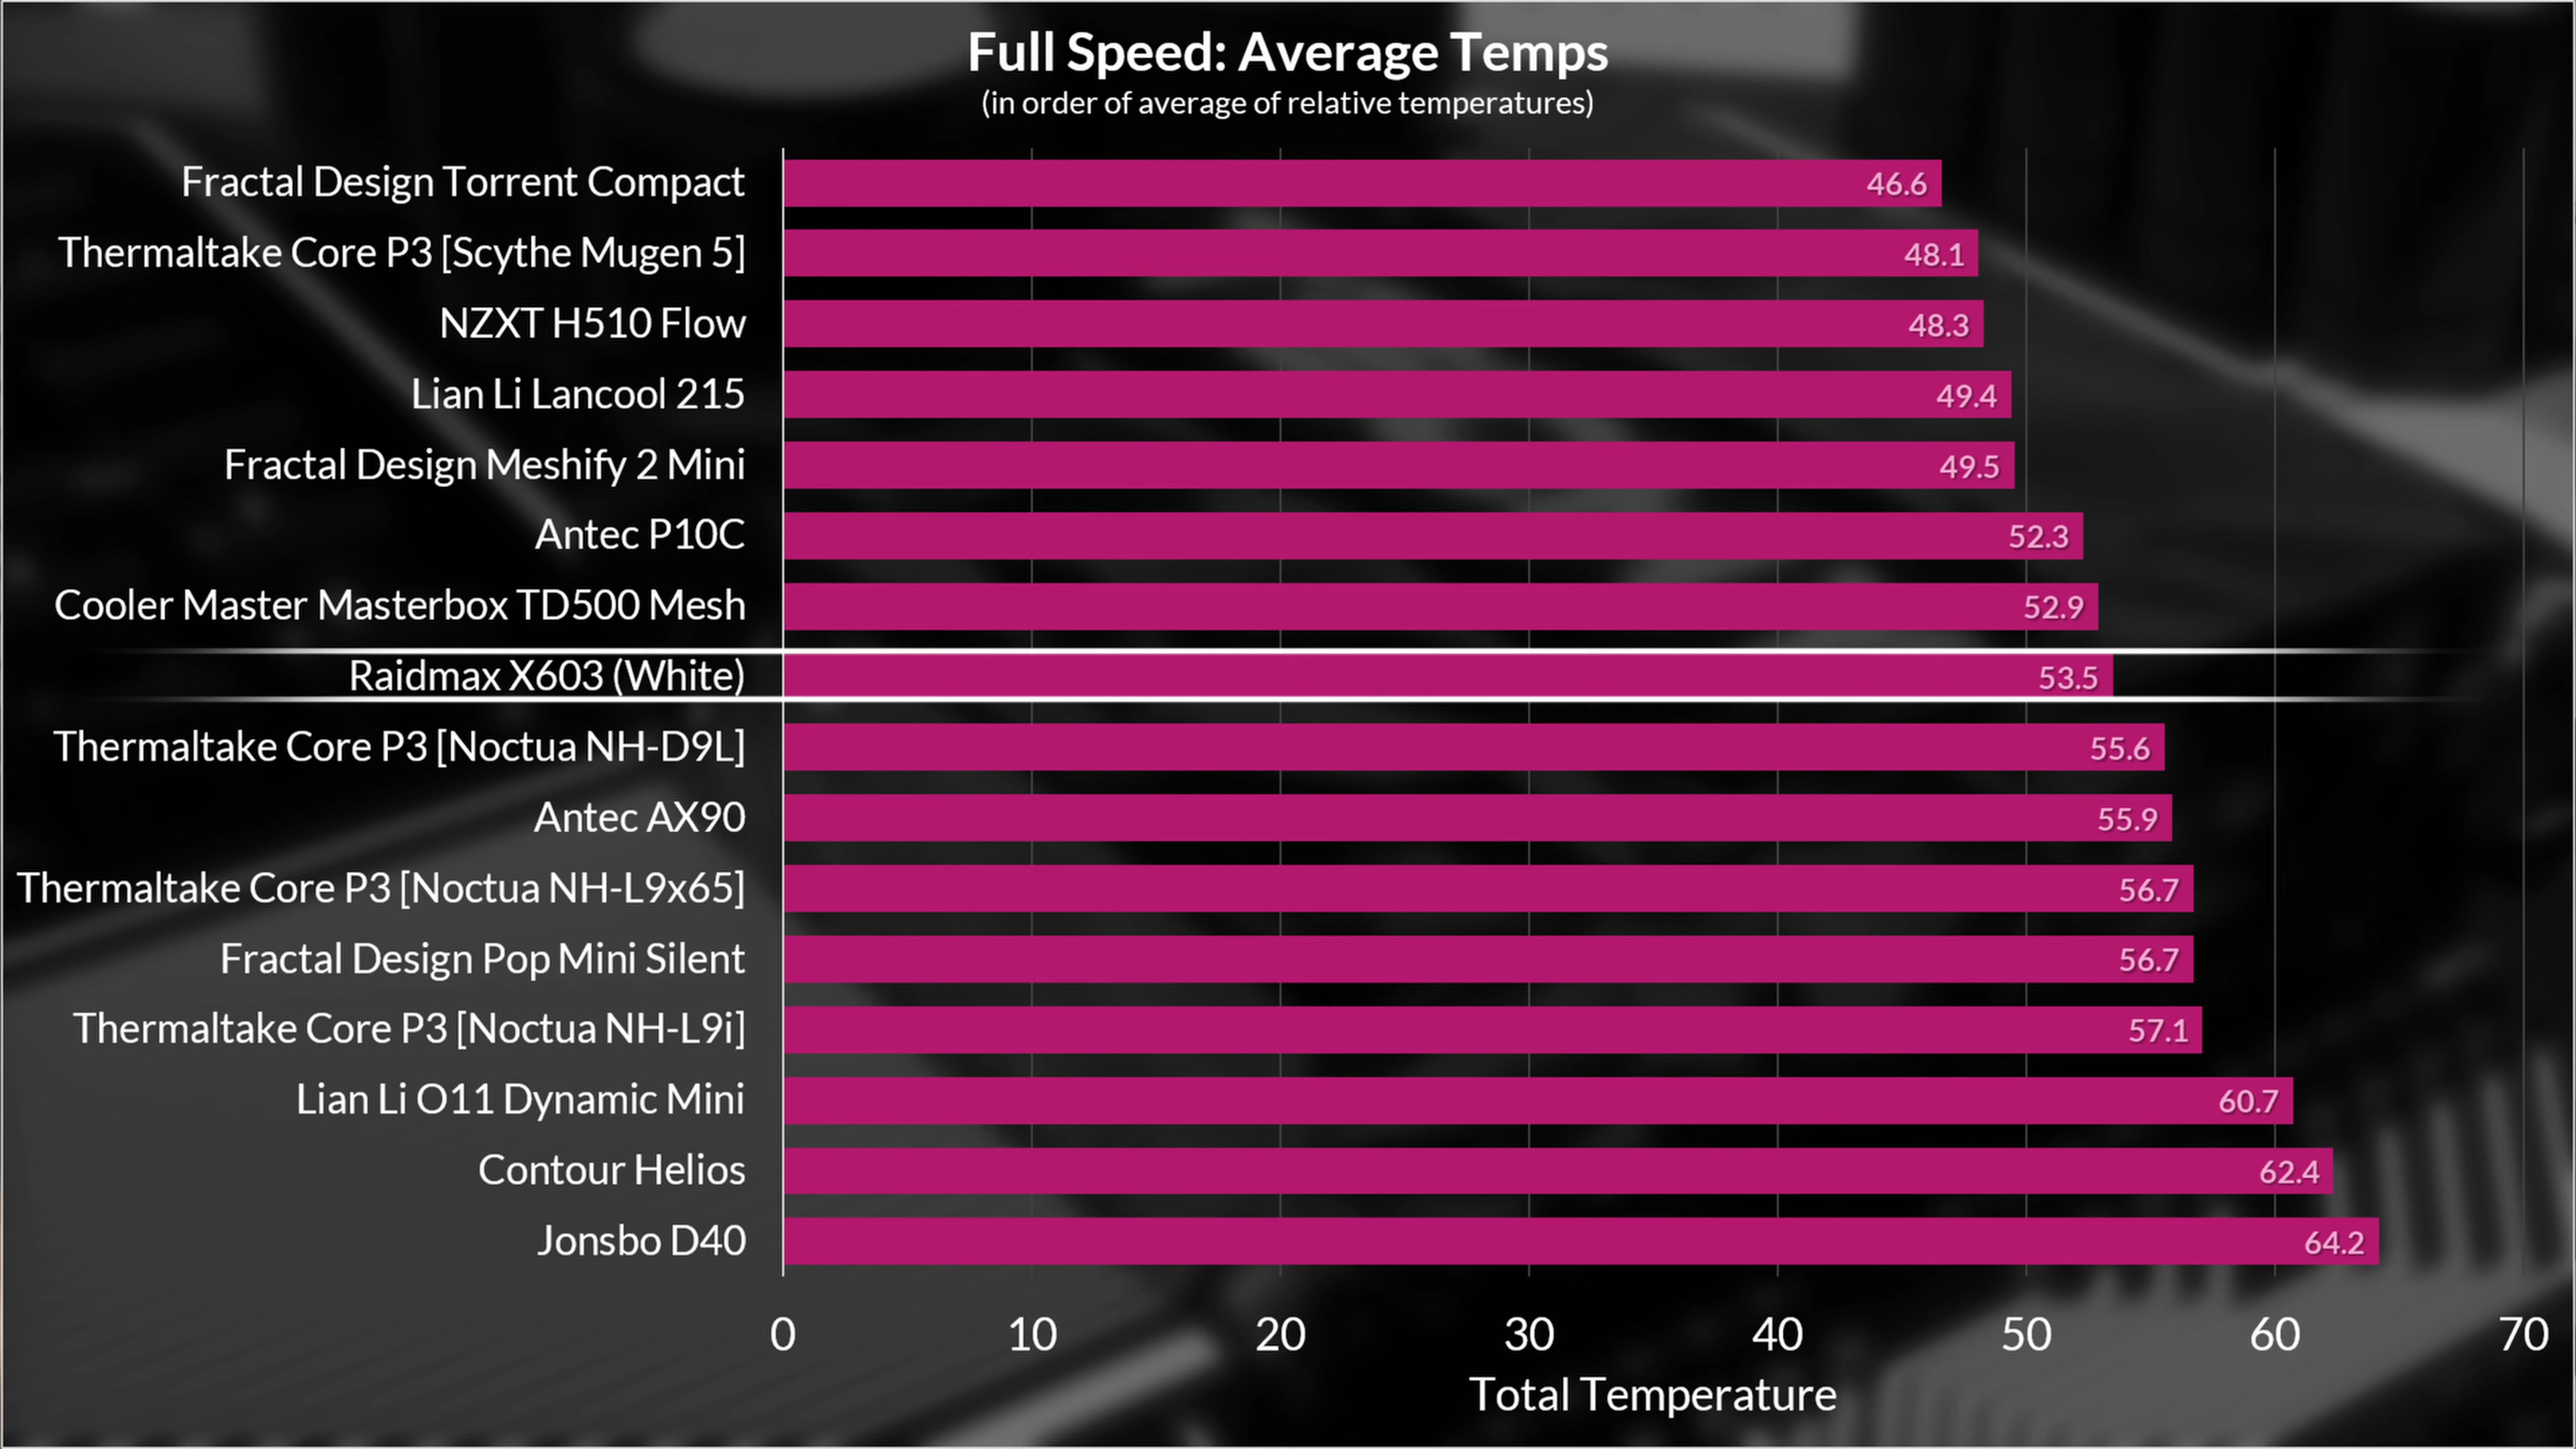 Full Speed: Average Temps
(in order of average of relative temperatures)
Fractal Design Torrent Compact 46.6
Thermaltake Core P3 [Scythe Mugen 5] 48.1
NZXT H510 Flow 48.3
Lian Li Lancool 215 49.4
Fractal Design Meshify 2 Mini 49.5
Antec P10C 52.3
Cooler Master Masterbox TD500 Mesh 52.9
Raidmax X603 (White) 53.5
Thermaltake Core P3 [Noctua NH-D9L] 55.6
Antec AX90 55.9
Thermaltake Core P3 [Noctua NH-L9x65] 56.7
Fractal Design Pop Mini Silent 56.7
Thermaltake Core P3 [Noctua NH-L9i] 57.1
Lian Li O11 Dynamic Mini 60.7
Contour Helios 62.4
Jonsbo D40 64.2
0 10 20 30 40 50 60 70
Total Temperature